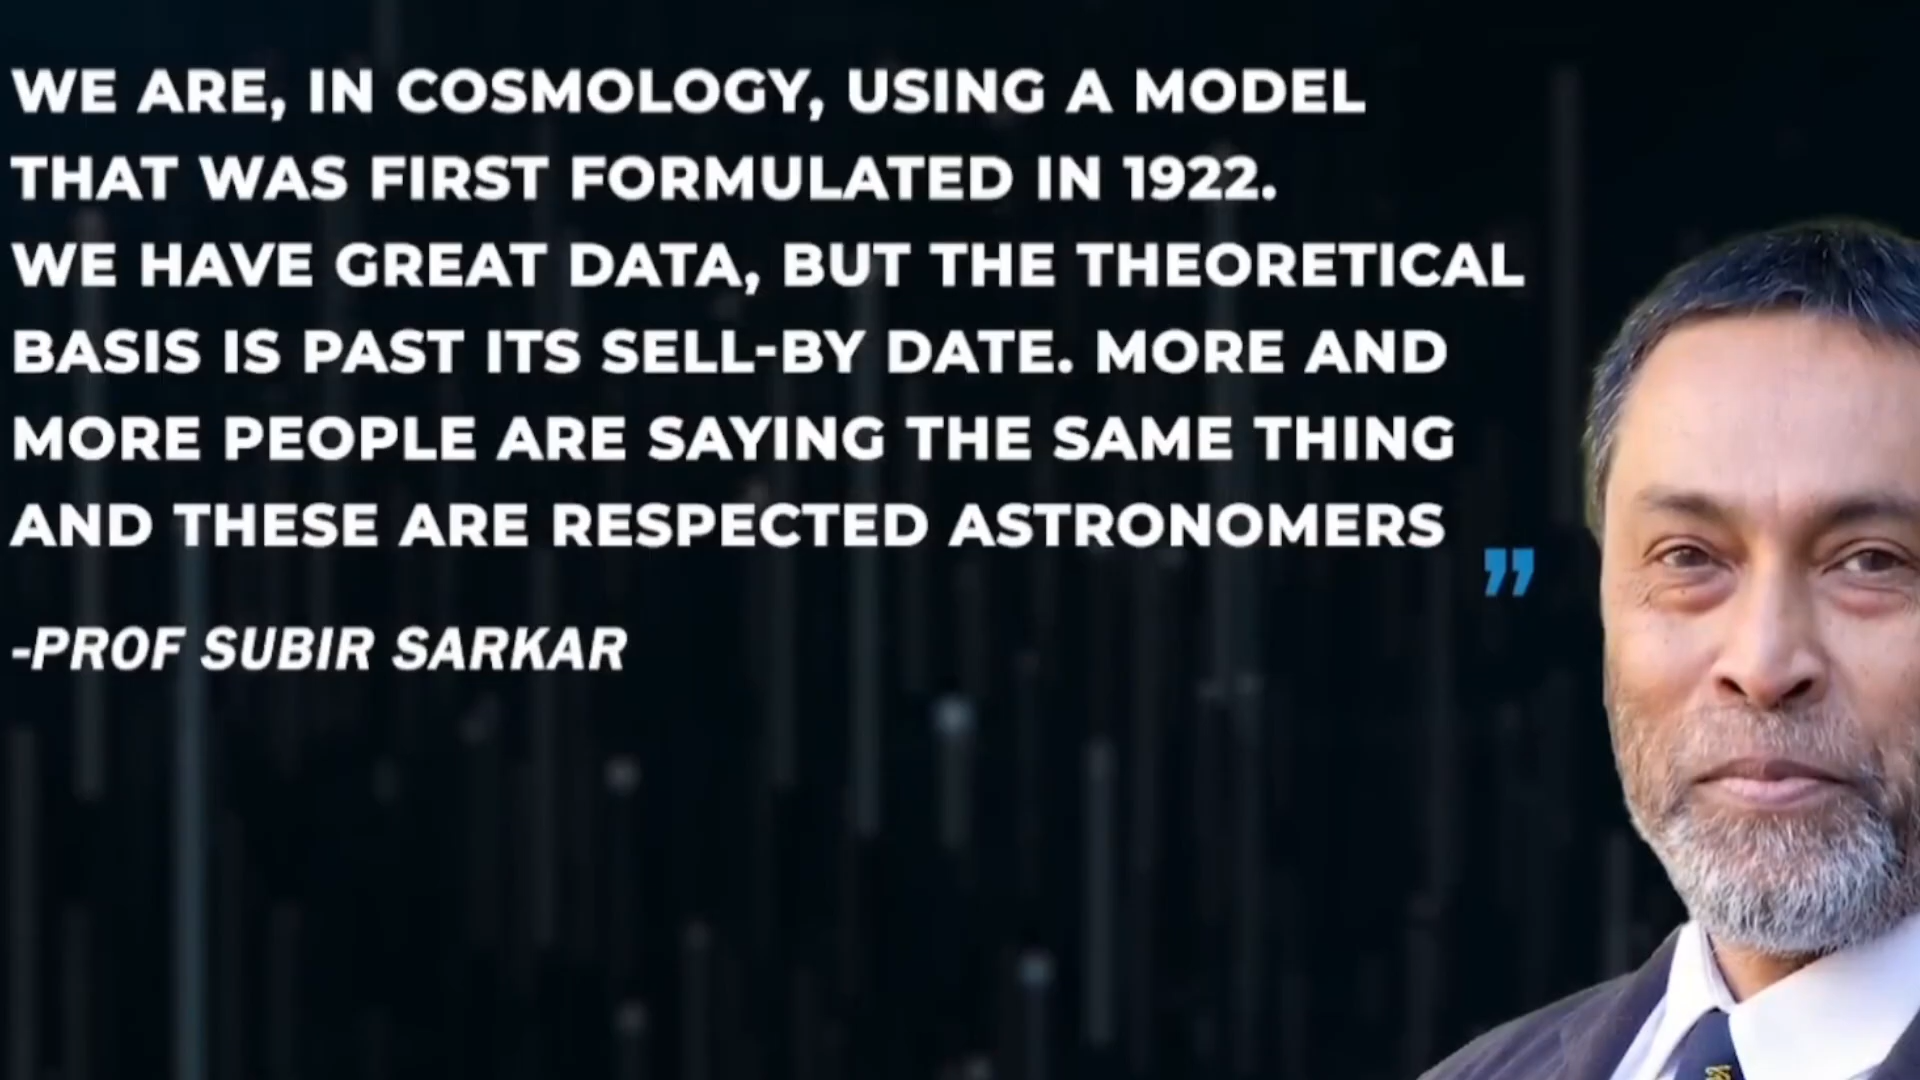 WE ARE, IN COSMOLOGY, USING A MODEL
THAT WAS FIRST FORMULATED IN 1922.
WE HAVE GREAT DATA, BUT THE THEORETICAL
BASIS IS PAST ITS SELL-BY DATE. MORE AND
MORE PEOPLE ARE SAYING THE SAME THING
AND THESE ARE RESPECTED ASTRONOMERS
”
-PROF SUBIR SARKAR